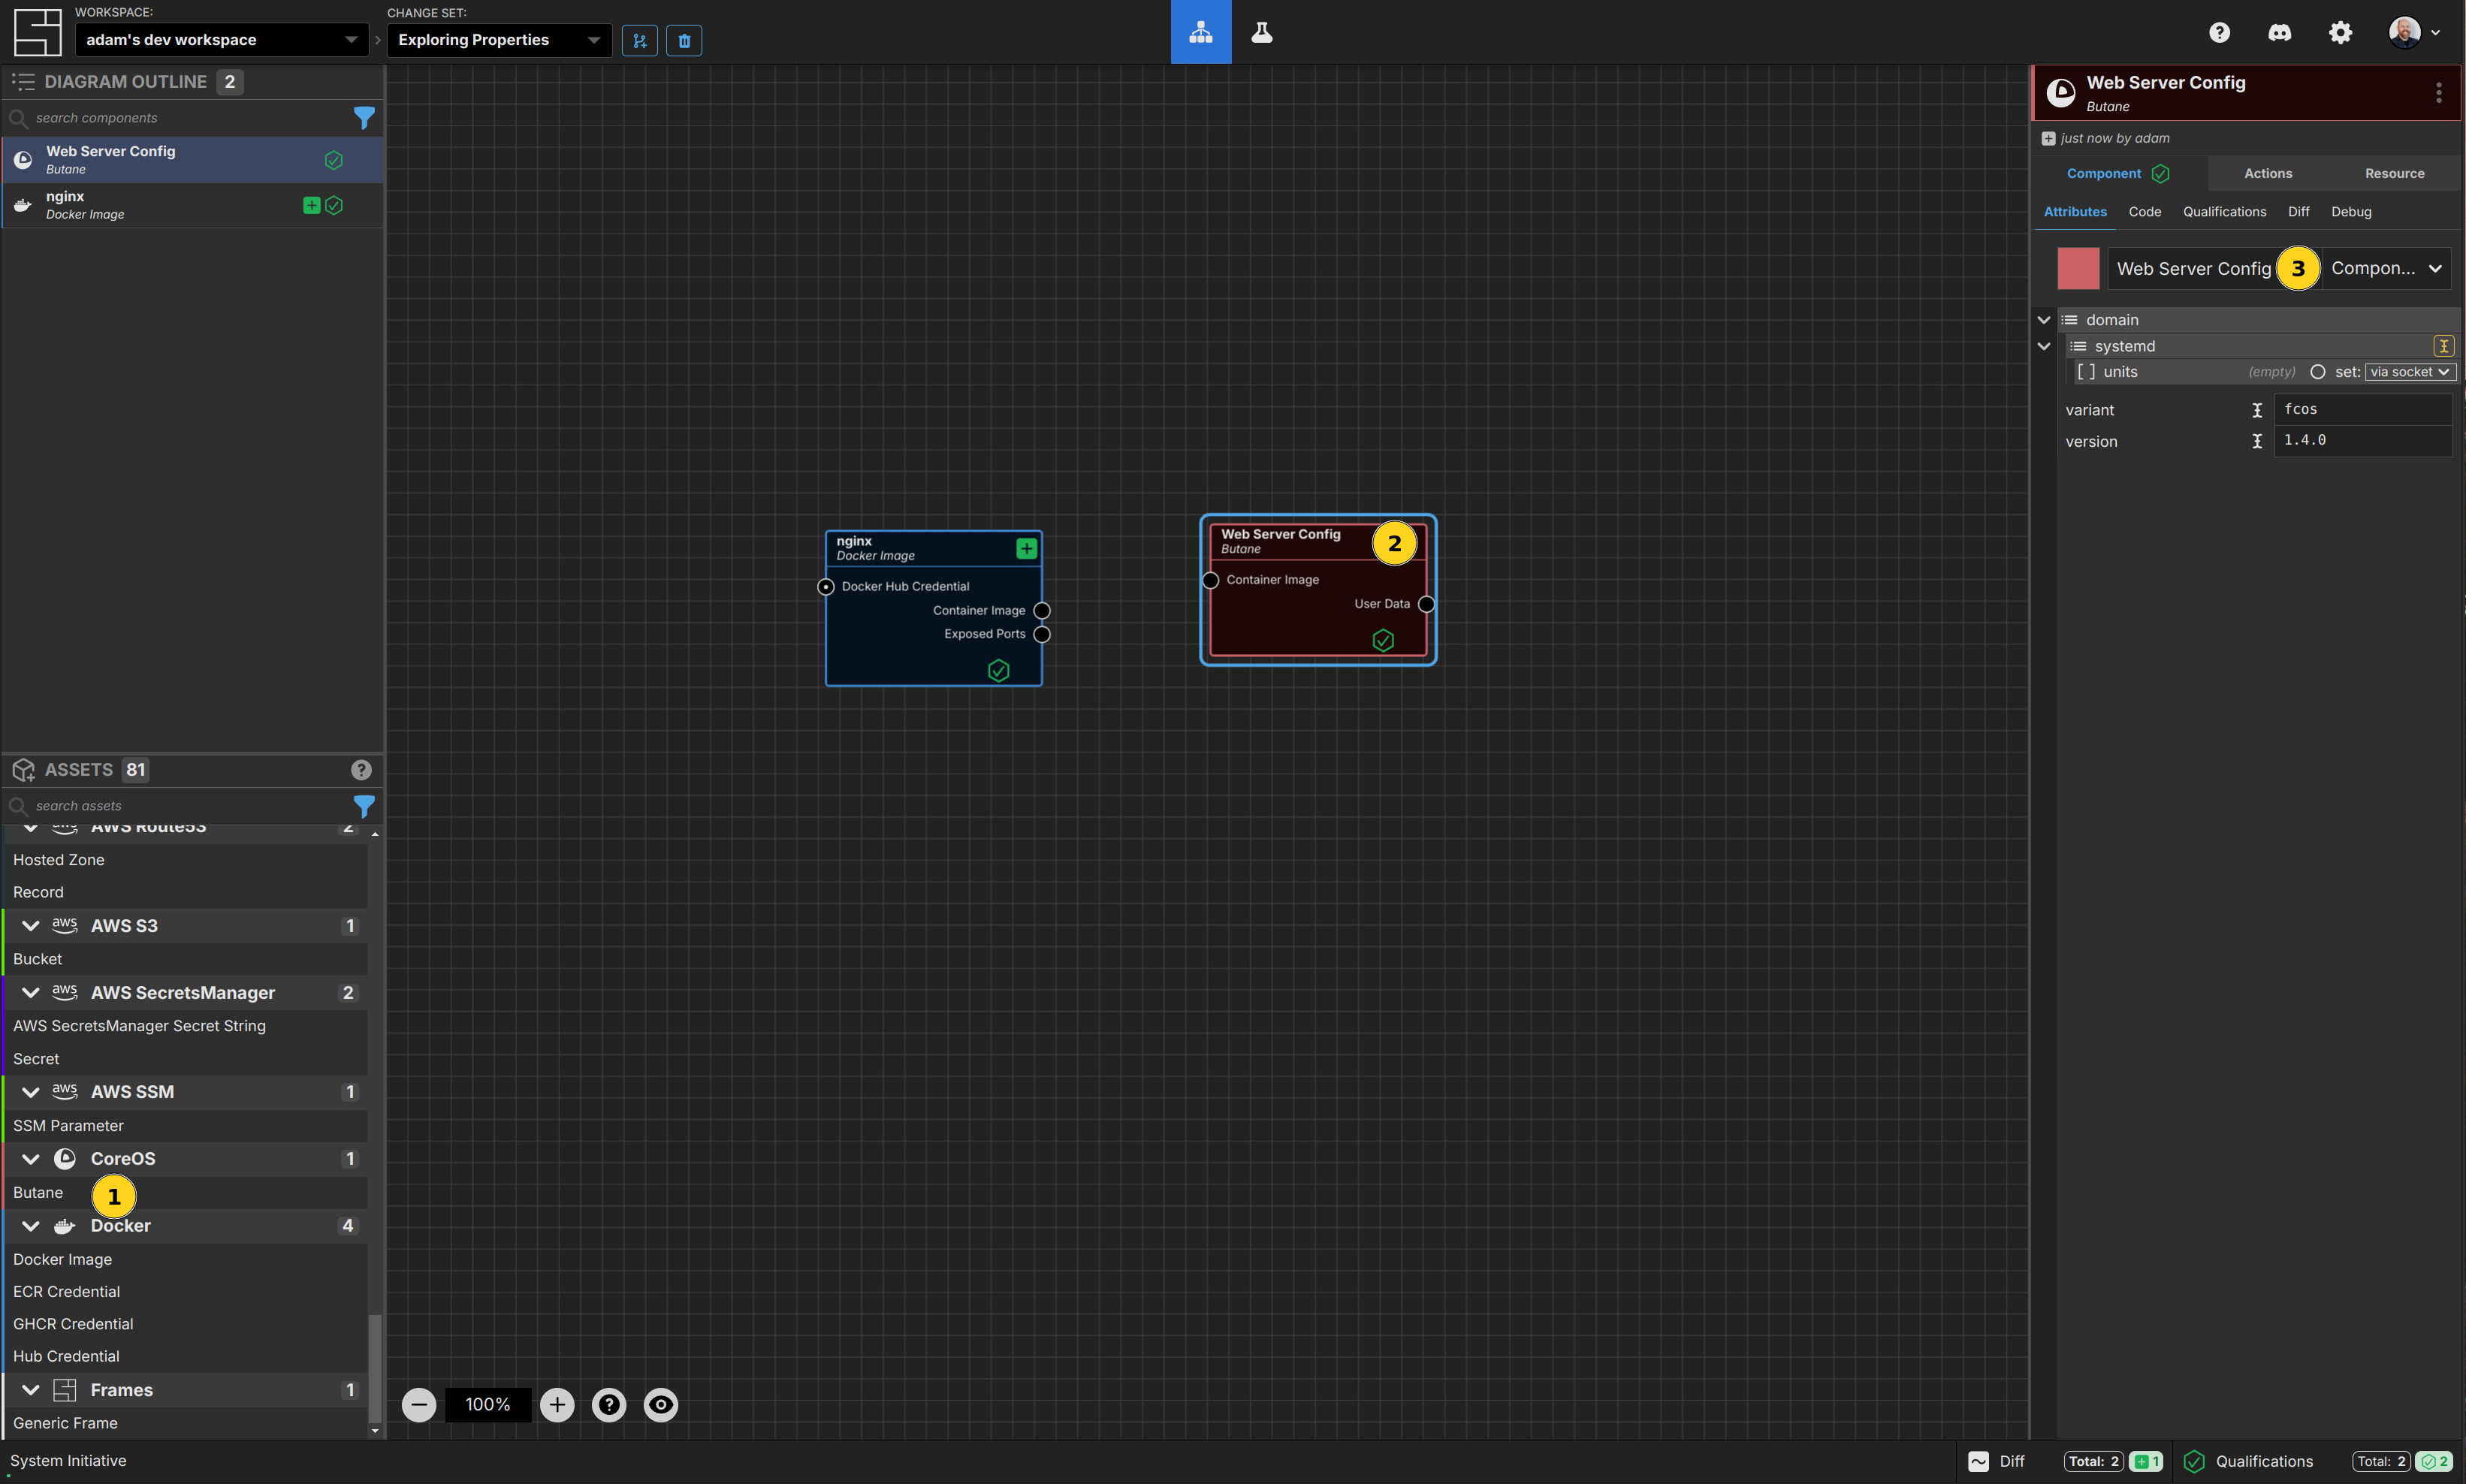 WORKSPACE:
adam's dev workspace
CHANGE SET:
Exploring Properties
DIAGRAM OUTLINE 2
search components
Web Server Config
Butane
nginx
Docker Image
ASSETS 81
search assets
AWS Route53 2
Hosted Zone
Record
aws AWS S3 1
Bucket
aws AWS SecretsManager 2
AWS SecretsManager Secret String
Secret
aws AWS SSM 1
SSM Parameter
CoreOS 1
Butane 1
Docker 4
Docker Image
ECR Credential
GHCR Credential
Hub Credential
Frames 1
Generic Frame
nginx
Docker Image
Docker Hub Credential
Container Image
Exposed Ports
Web Server Config
Butane
2
Container Image
User Data
100%
Web Server Config
Butane
just now by adam
Component Actions Resource
Attributes Code Qualifications Diff Debug
Web Server Config 3 Compon...
domain
systemd
[ ] units (empty) set: via socket
variant fcos
version 1.4.0
System Initiative
Diff Total: 2 1 Qualifications Total: 2 2